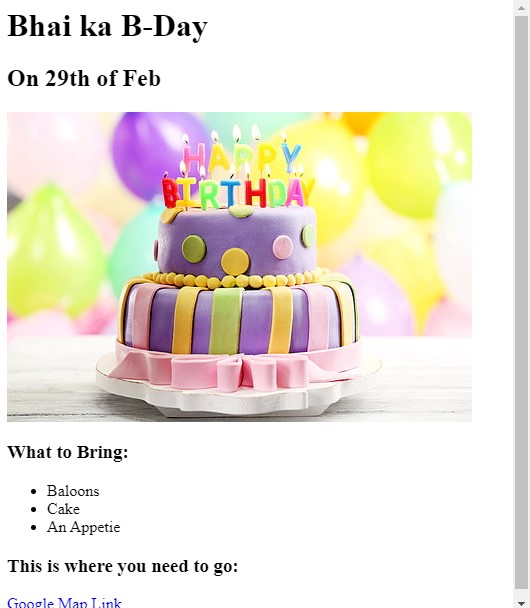 Bhai ka B-Day
On 29th of Feb
HAPPY
BIRTHDAY
What to Bring:
Baloons
Cake
An Appetie
This is where you need to go:
Google Map Link